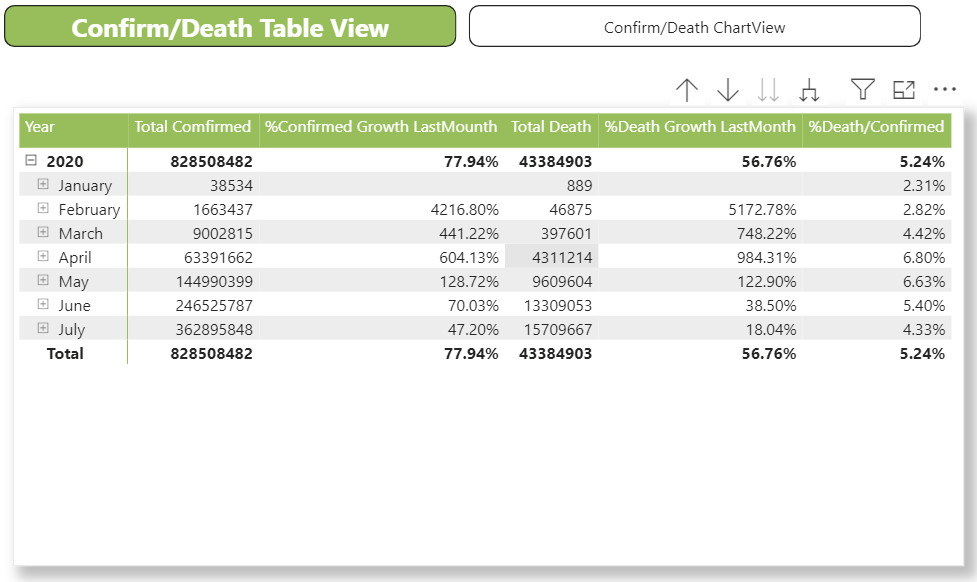 Confirm/Death Table View
Confirm/Death ChartView
Year Total Comfirmed %Confirmed Growth LastMounth Total Death %Death Growth LastMonth %Death/Confirmed
2020 828508482 77.94% 43384903 56.76% 5.24%
January 38534 889 2.31%
February 1663437 4216.80% 46875 5172.78% 2.82%
March 9002815 441.22% 397601 748.22% 4.42%
April 63391662 604.13% 4311214 984.31% 6.80%
May 144990399 128.72% 9609604 122.90% 6.63%
June 246525787 70.03% 13309053 38.50% 5.40%
July 362895848 47.20% 15709667 18.04% 4.33%
Total 828508482 77.94% 43384903 56.76% 5.24%